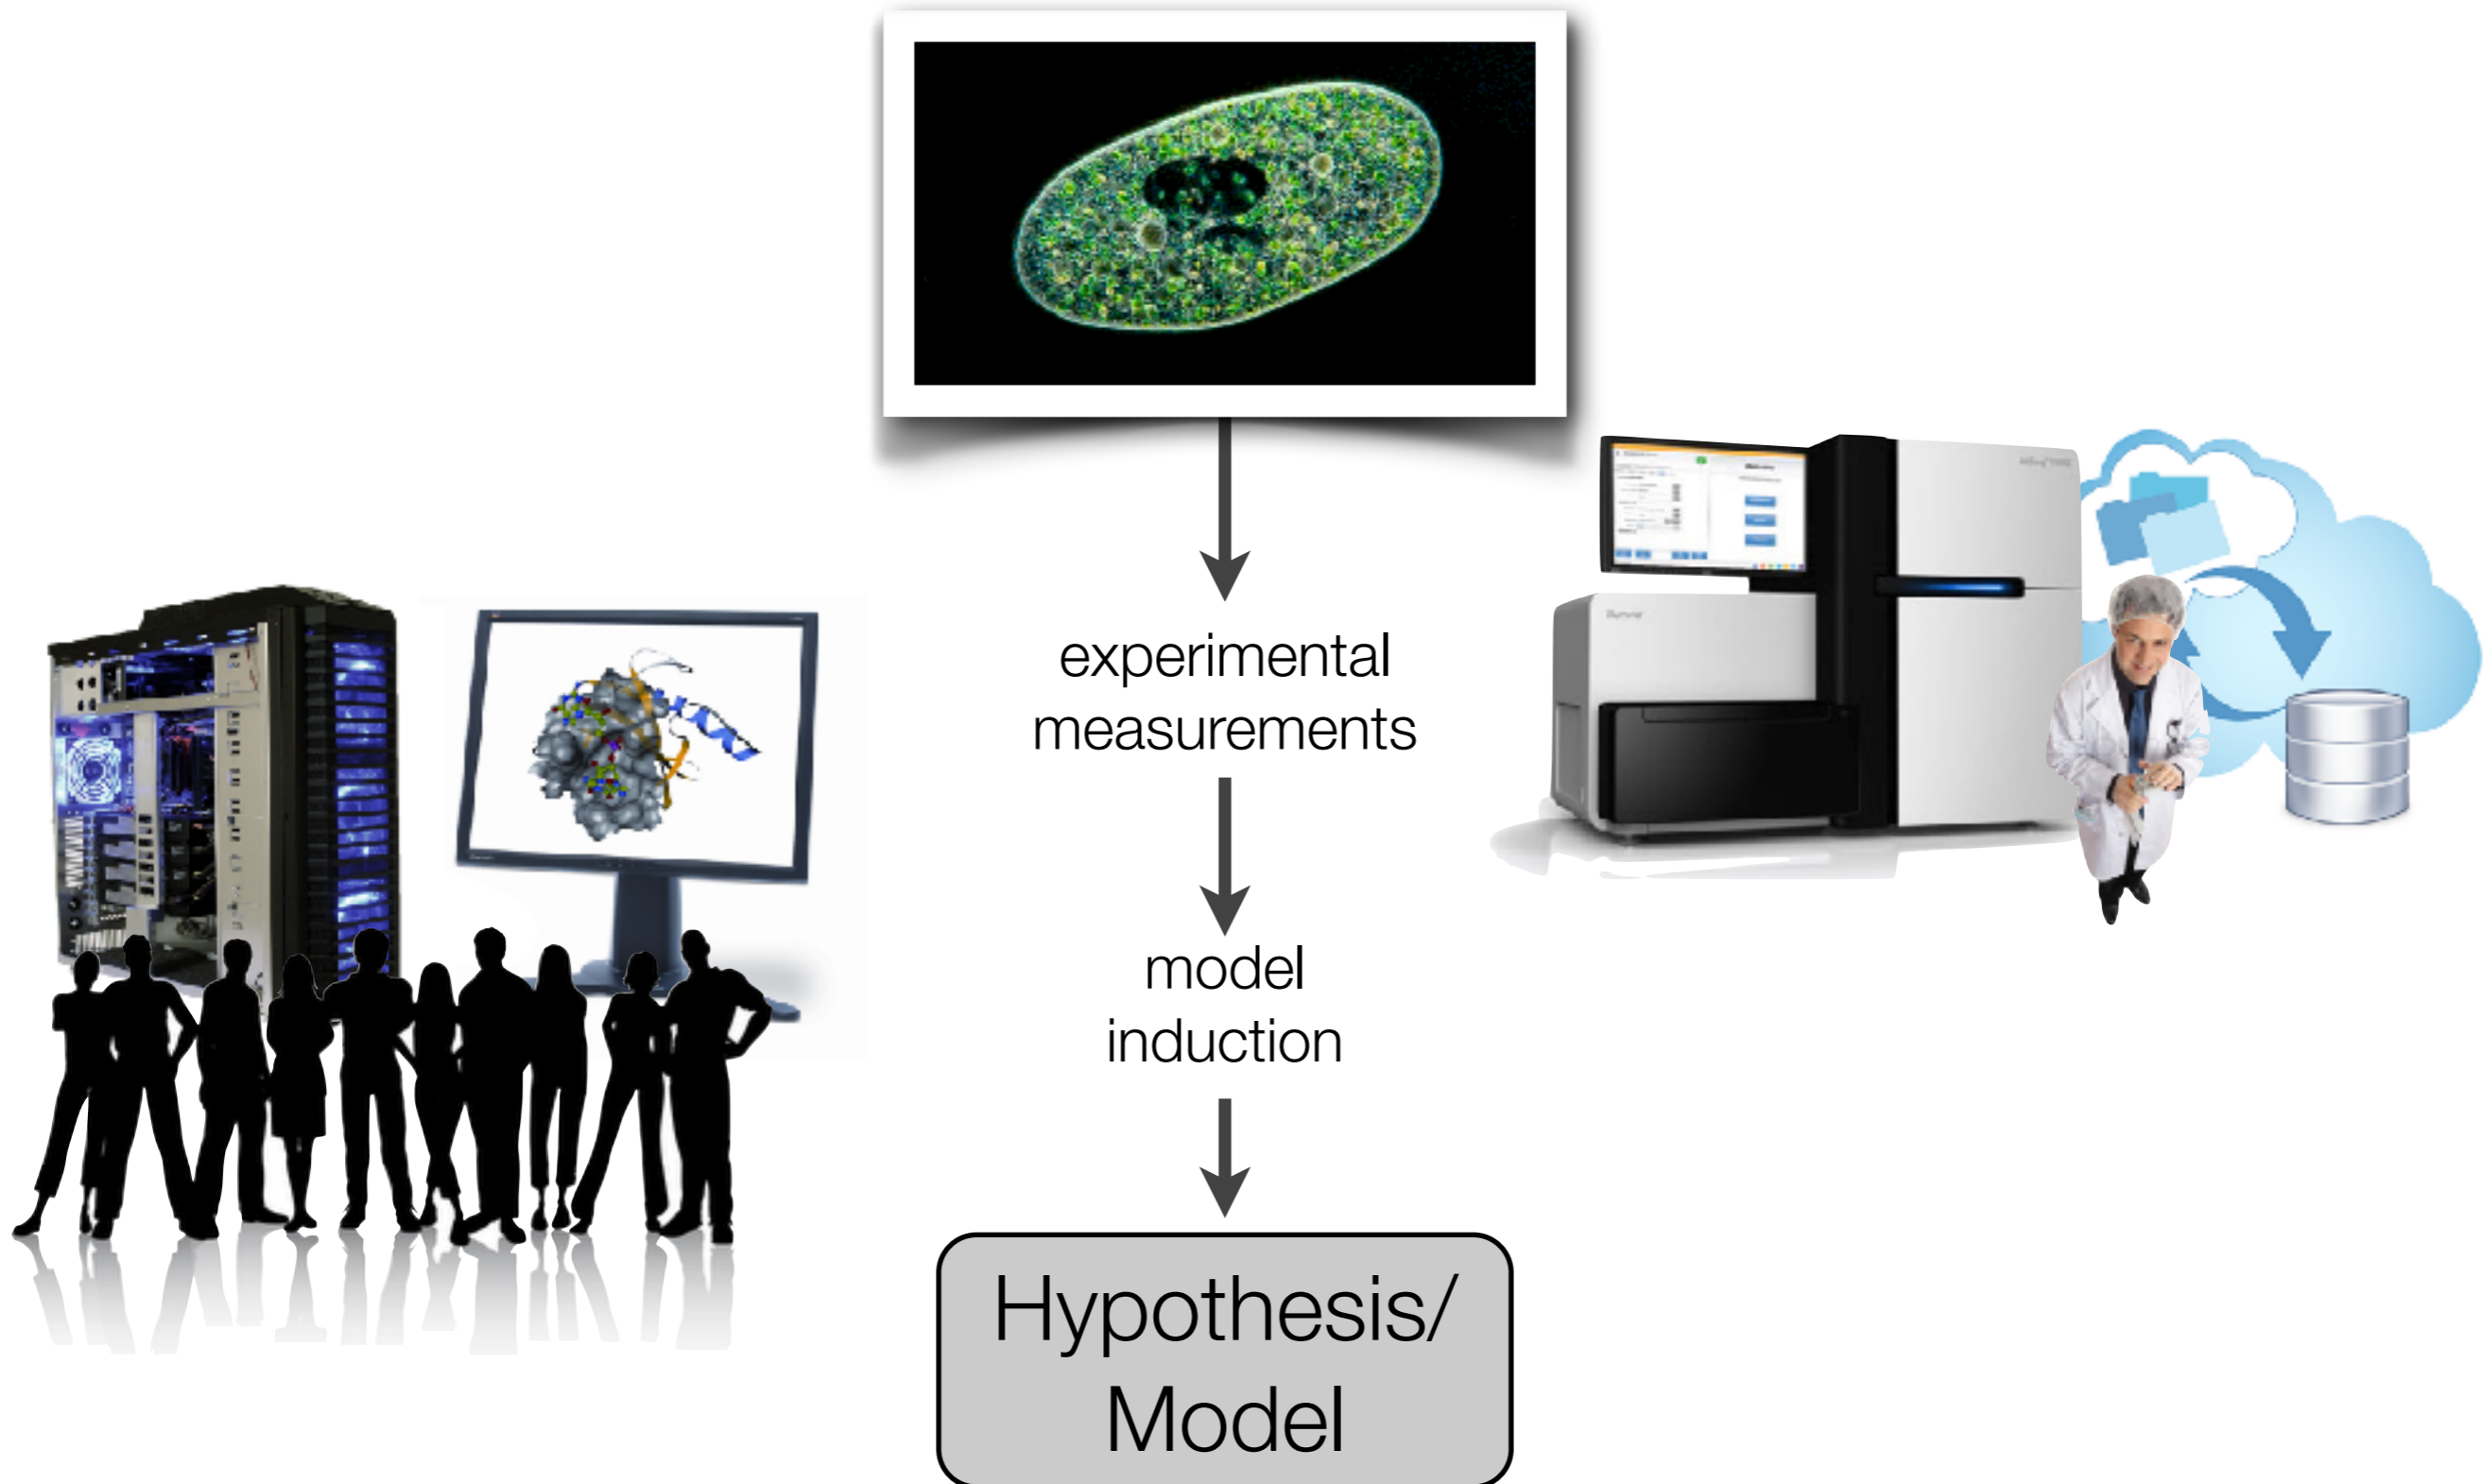 experimental
measurements
model
induction
Hypothesis/
Model